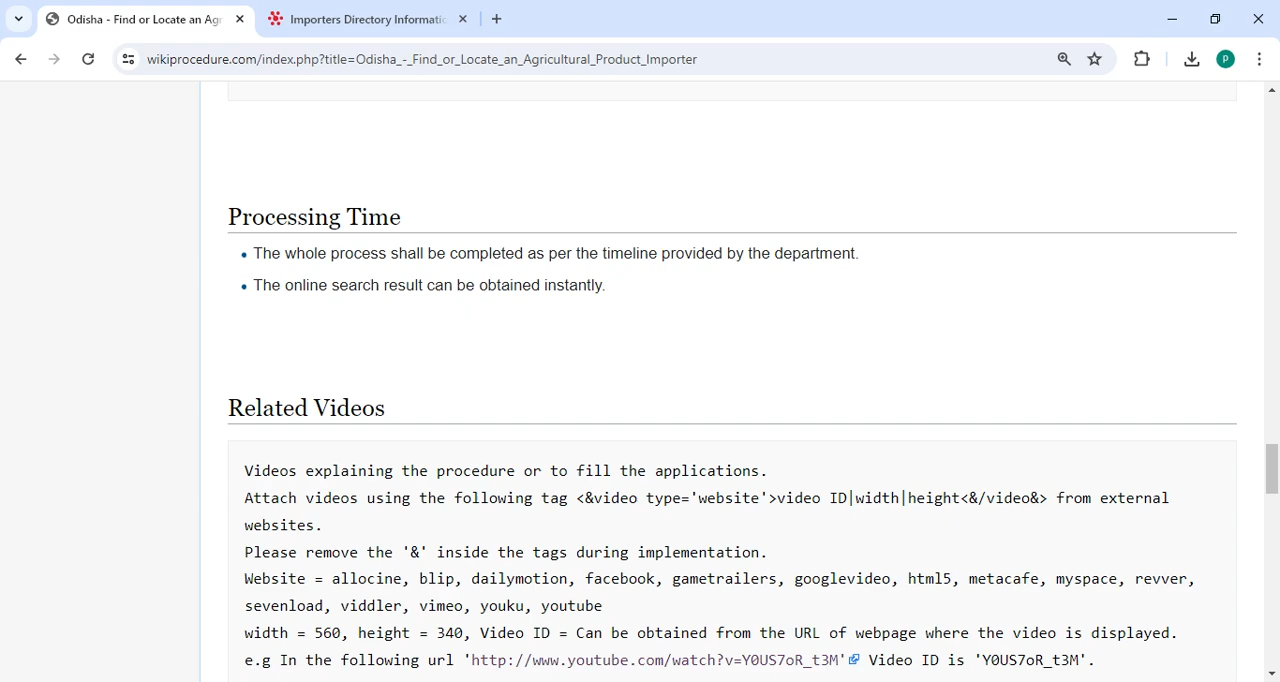 Odisha - Find or Locate an Agr
Importers Directory Informatic
wikiprocedure.com/index.php?title=Odisha_-_Find_or_Locate_an_Agricultural_Product_Importer
P
Processing Time
The whole process shall be completed as per the timeline provided by the department.
The online search result can be obtained instantly.
Related Videos
Videos explaining the procedure or to fill the applications.
Attach videos using the following tag <&video type='website'>video ID|width|height<&/video&> from external
websites.
Please remove the '&' inside the tags during implementation.
Website = allocine, blip, dailymotion, facebook, gametrailers, googlevideo, html5, metacafe, myspace, revver,
sevenload, viddler, vimeo, youku, youtube
width = 560, height = 340, Video ID = Can be obtained from the URL of webpage where the video is displayed.
e.g In the following url 'http://www.youtube.com/watch?v=Y0US7oR_t3M' Video ID is 'Y0US7oR_t3M'.